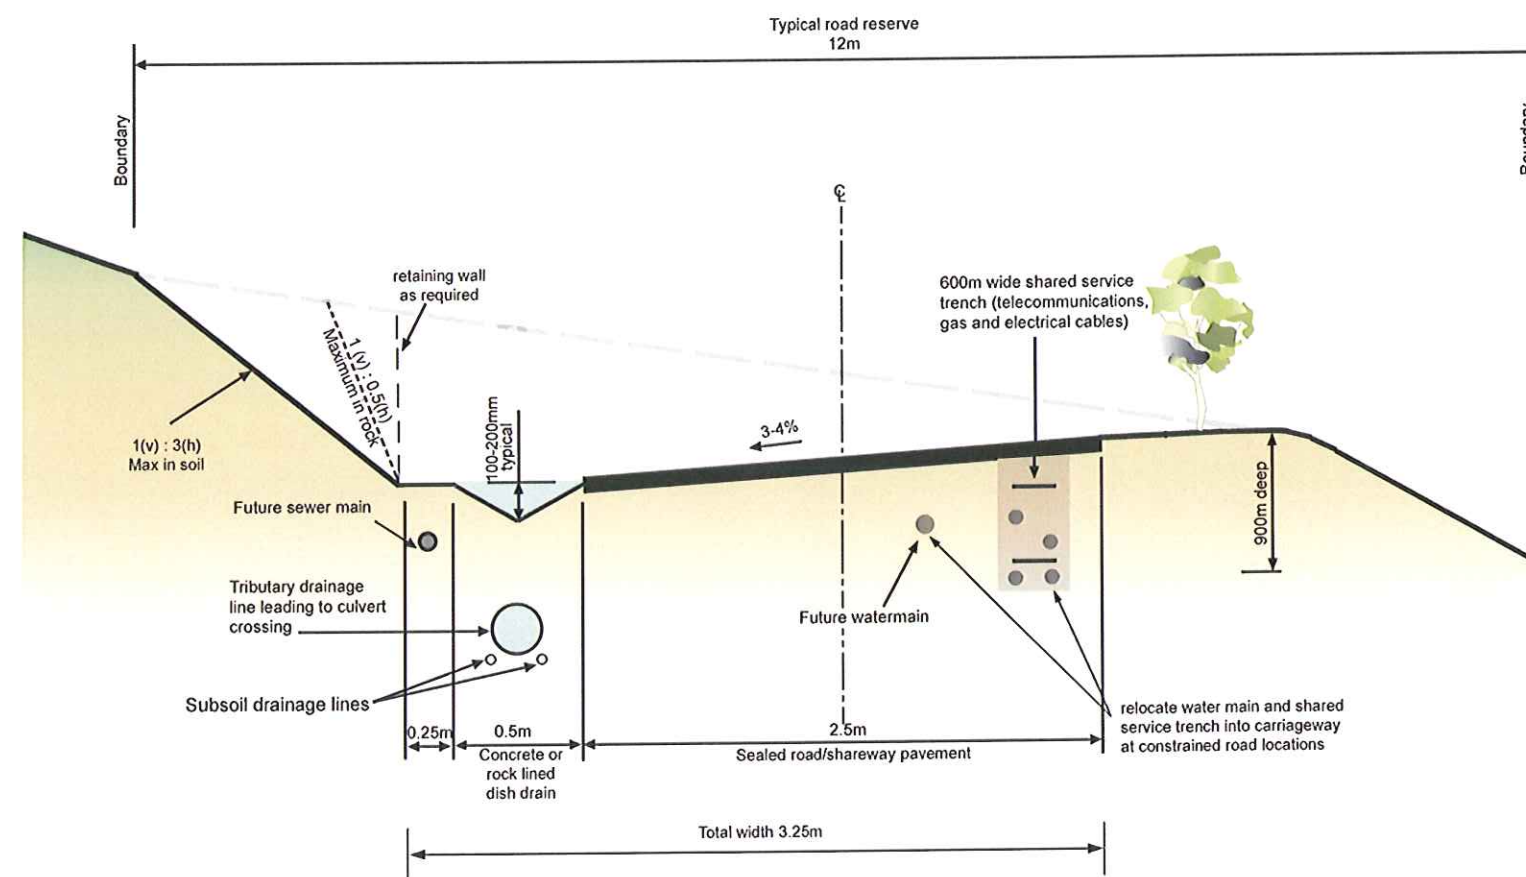 Typical road reserve
12m
Boundary
Boundary
℄
retaining wall
as required
600m wide shared service
trench (telecommunications,
gas and electrical cables)
1 (v) : 0.5(h)
Maximum in rock
100-200mm
typical
3-4%
1(v) : 3(h)
Max in soil
900m deep
Future sewer main
Tributary drainage
line leading to culvert
crossing
Future watermain
Subsoil drainage lines
relocate water main and shared
service trench into carriageway
at constrained road locations
0.25m
0.5m
2.5m
Concrete or
rock lined
dish drain
Sealed road/shareway pavement
Total width 3.25m